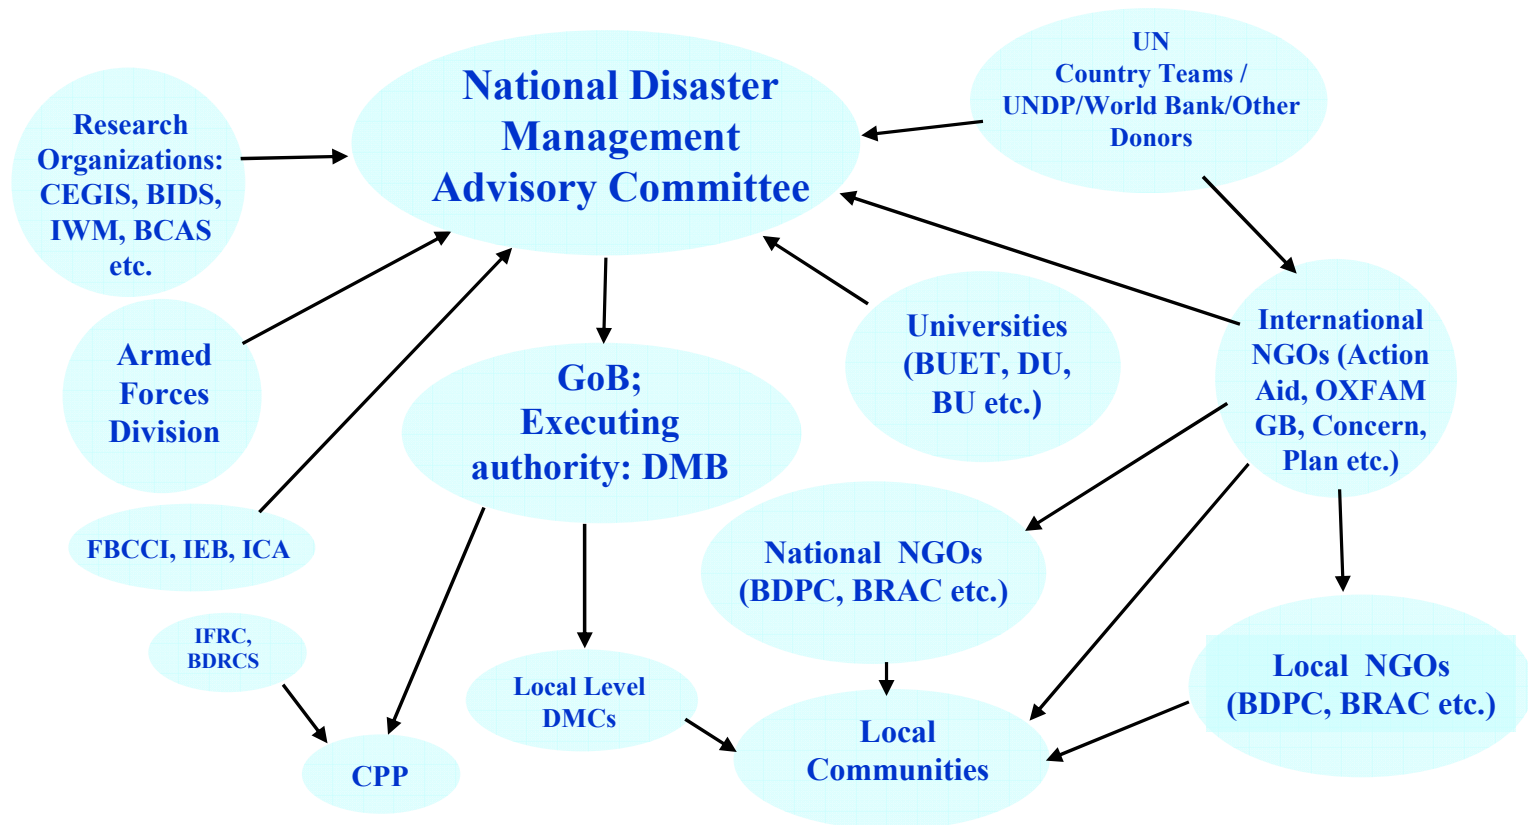 National Disaster
Management
Advisory Committee
UN
Country Teams /
UNDP/World Bank/Other
Donors
Research
Organizations:
CEGIS, BIDS,
IWM, BCAS
etc.
Armed
Forces
Division
GoB;
Executing
authority: DMB
Universities
(BUET, DU,
BU etc.)
International
NGOs (Action
Aid, OXFAM
GB, Concern,
Plan etc.)
FBCCI, IEB, ICA
National NGOs
(BDPC, BRAC etc.)
IFRC,
BDRCS
Local Level
DMCs
Local NGOs
(BDPC, BRAC etc.)
CPP
Local
Communities